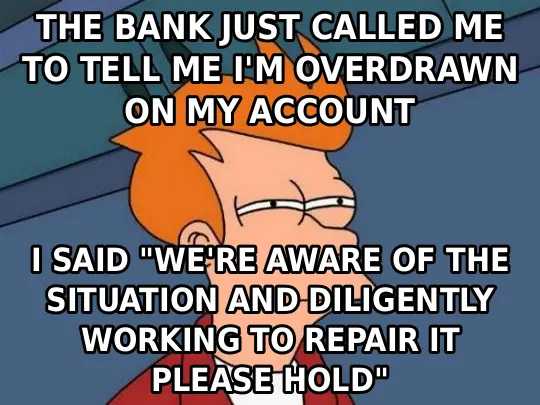 THE BANK JUST CALLED ME
TO TELL ME I'M OVERDRAWN
ON MY ACCOUNT
I SAID "WE'RE AWARE OF THE
SITUATION AND DILIGENTLY
WORKING TO REPAIR IT
PLEASE HOLD"